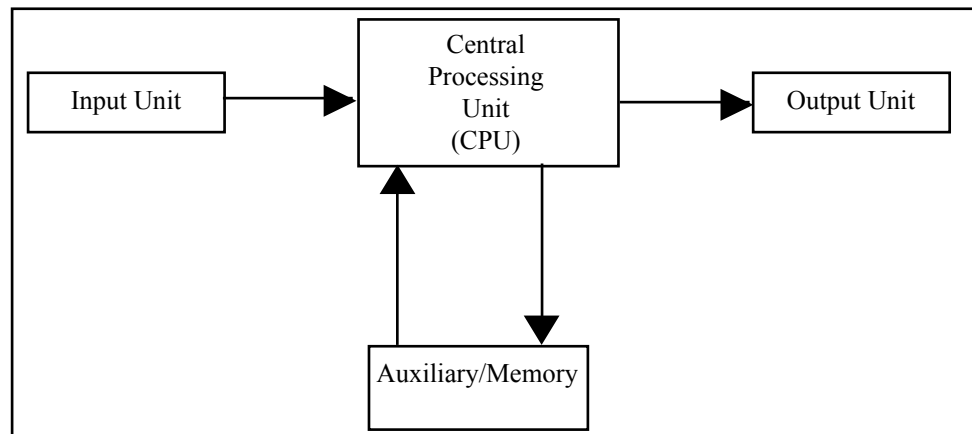 Input Unit
Central
Processing
Unit
(CPU)
Output Unit
Auxiliary/Memory